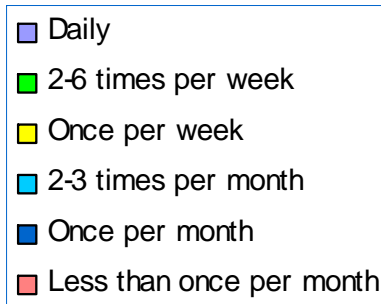 Daily
2-6 times per week
Once per week
2-3 times per month
Once per month
Less than once per month